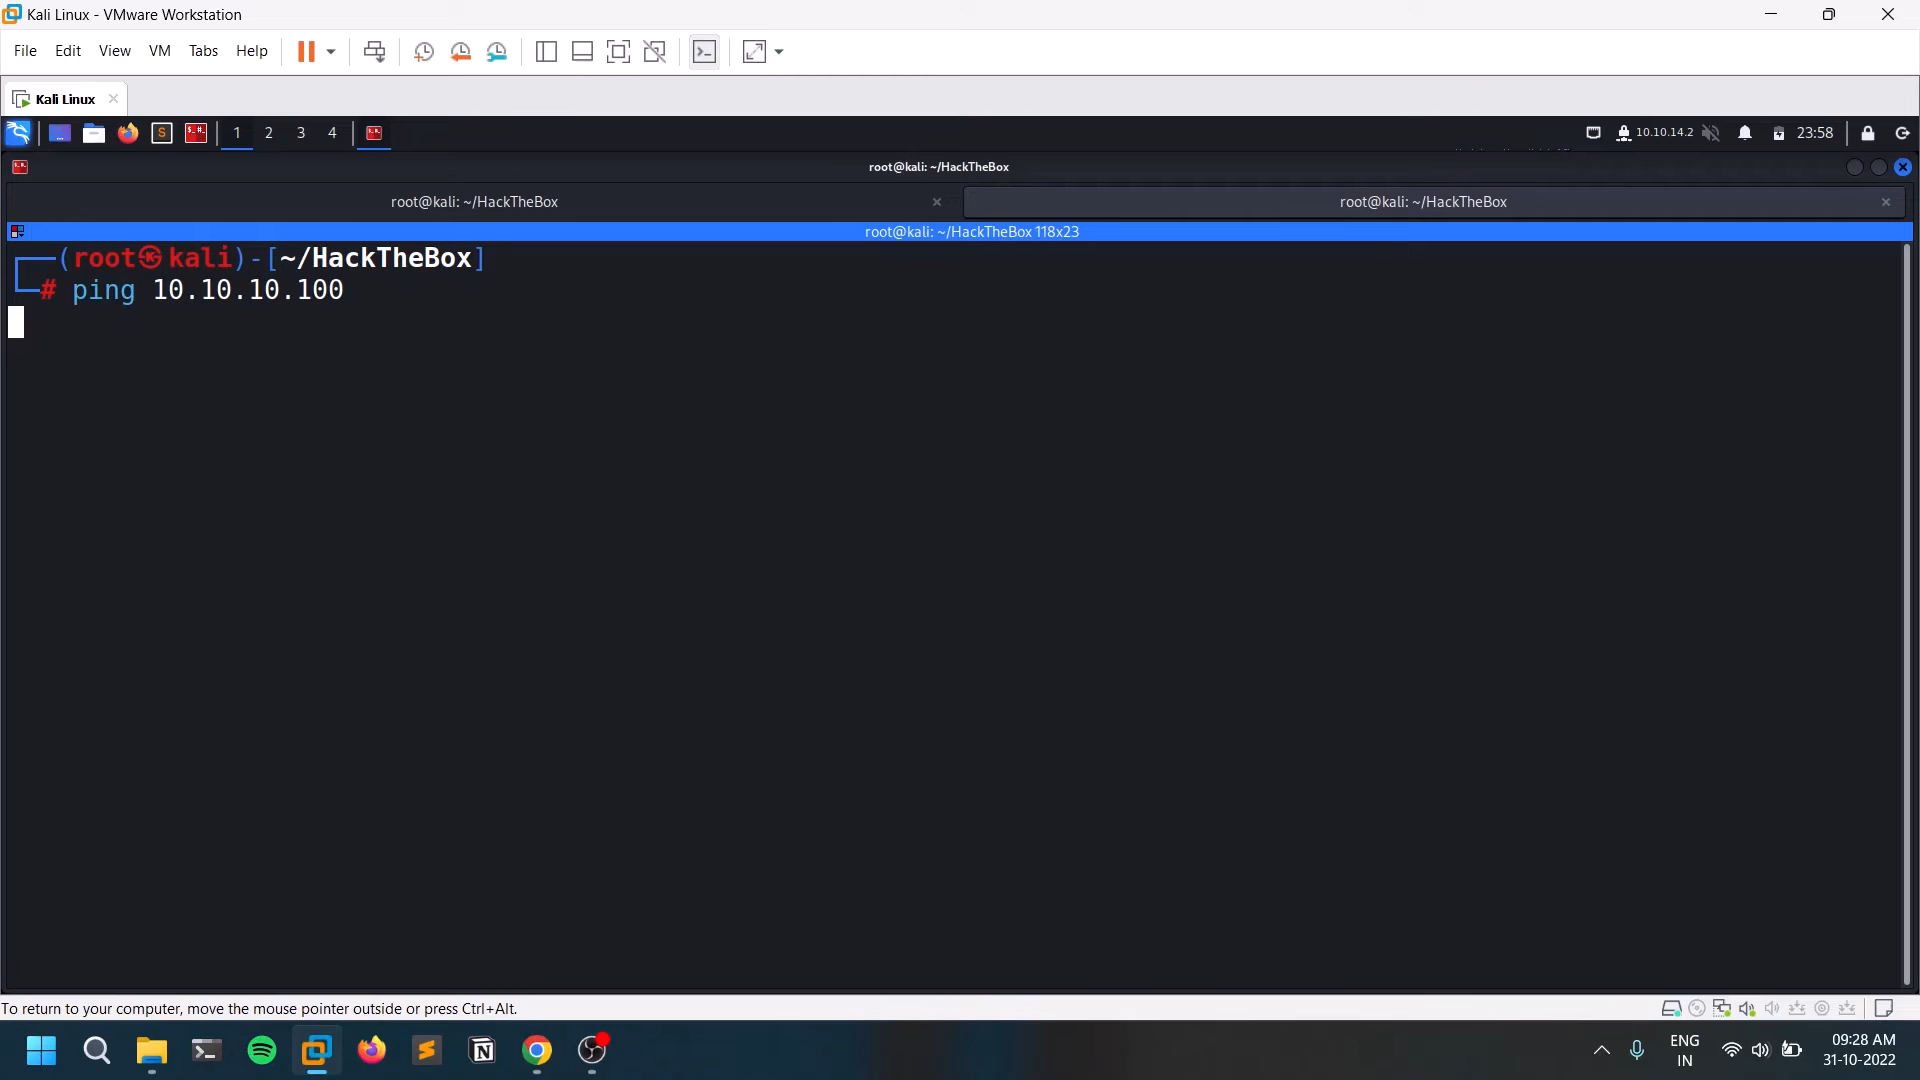 Kali Linux - VMware Workstation
File Edit View VM Tabs Help
Kali Linux
1 2 3 4 10.10.14.2 23:58
root@kali: ~/HackTheBox
root@kali: ~/HackTheBox root@kali: ~/HackTheBox
root@kali: ~/HackTheBox 118x23
(root㉿kali)-[~/HackTheBox]
# ping 10.10.10.100
To return to your computer, move the mouse pointer outside or press Ctrl+Alt.
ENG 09:28 AM
IN 31-10-2022